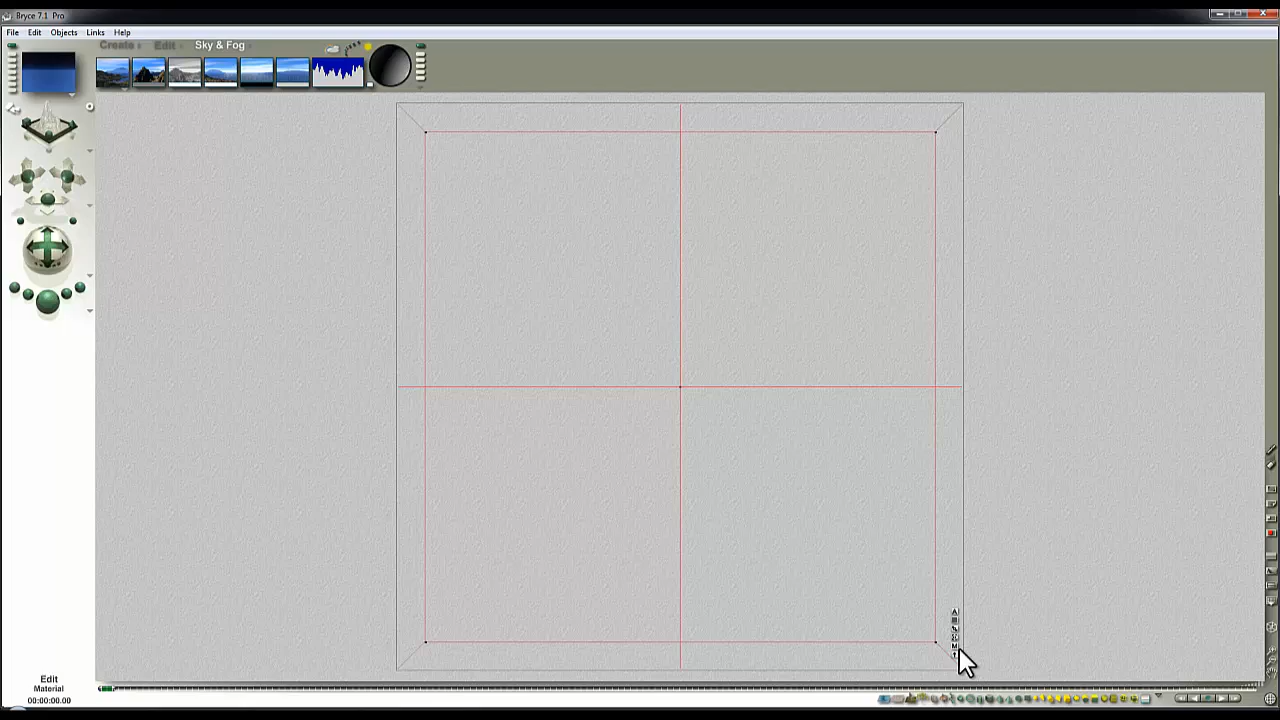 Bryce 7.1 Pro
File Edit Objects Links Help
Create Edit Sky & Fog
A
M
Edit
Material
00:00:00.00